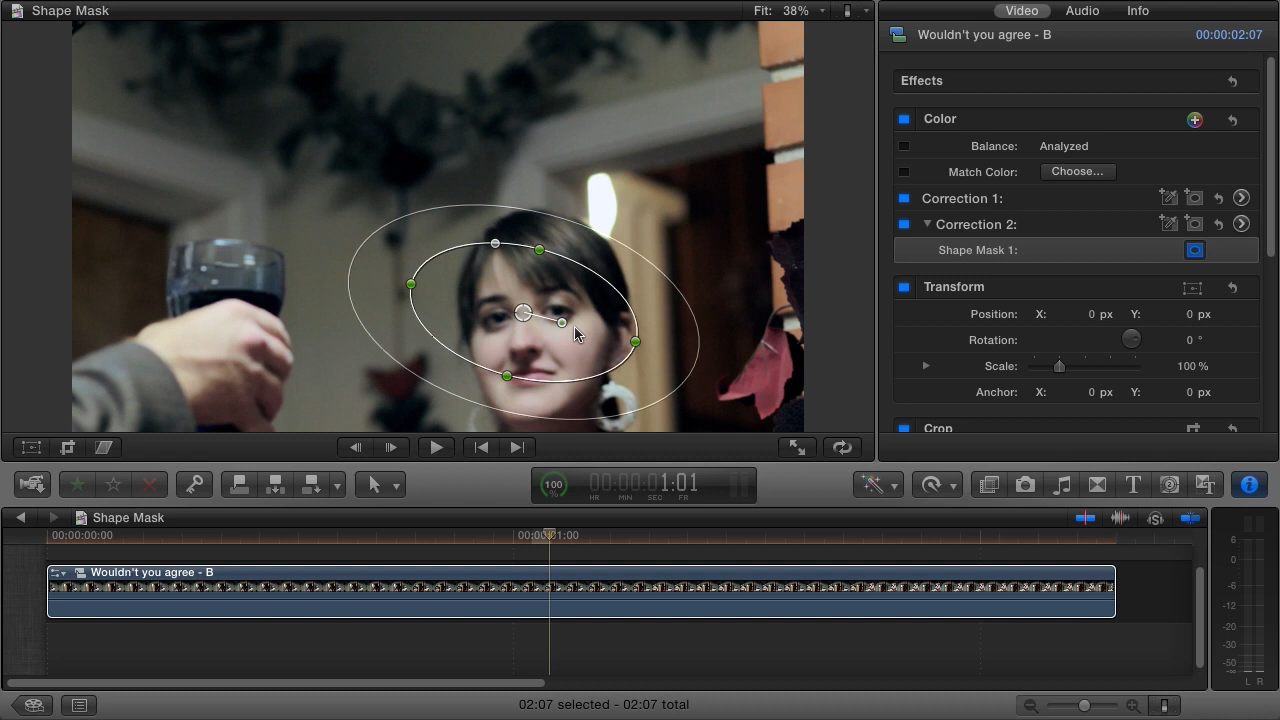 Shape Mask
Fit: 38%
Video
Audio
Info
Wouldn't you agree - B
00:00:02:07
Effects
Color
Balance: Analyzed
Match Color: Choose...
Correction 1:
Correction 2:
Shape Mask 1:
Transform
Position: X: 0 px Y: 0 px
Rotation: 0 °
Scale: 100 %
Anchor: X: 0 px Y: 0 px
Crop
100
%
00:00:01:01
HR MIN SEC FR
Shape Mask
00:00:00:00
00:00:01:00
Wouldn't you agree - B
6
0
-6
-12
-20
-30
-50
-∞
L R
02:07 selected - 02:07 total